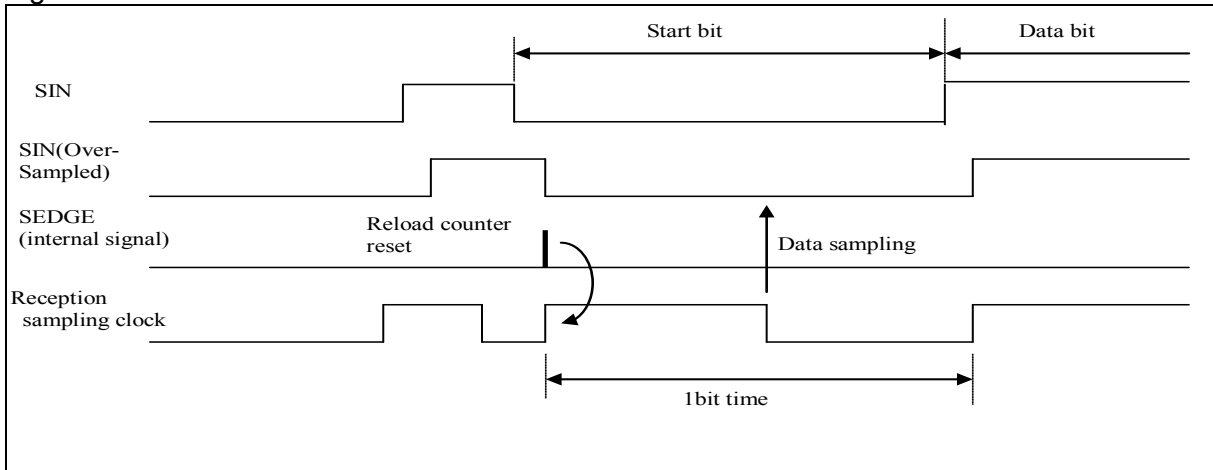 Start bit
Data bit
SIN
SIN(Over-
Sampled)
SEDGE
(internal signal)
Reload counter
reset
Data sampling
Reception
sampling clock
1bit time